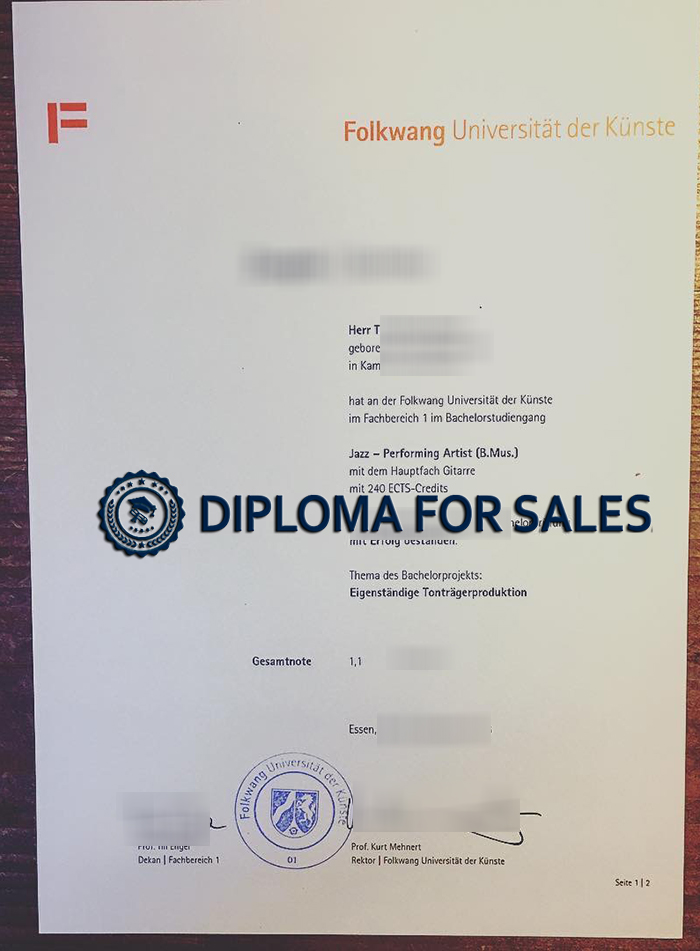 Folkwang Universität der Künste
Herr T
gebore
in Kam
hat an der Folkwang Universität der Künste
im Fachbereich 1 im Bachelorstudiengang
Jazz – Performing Artist (B.Mus.)
mit dem Hauptfach Gitarre
mit 240 ECTS-Credits
DIPLOMA FOR SALES
mit Erfolg bestanden.
Thema des Bachelorprojekts:
Eigenständige Tonträgerproduktion
Gesamtnote 1,1
Essen,
Folkwang Universität der Künste
01
Prof.
Dekan | Fachbereich 1
Prof. Kurt Mehnert
Rektor | Folkwang Universität der Künste
Seite 1 | 2